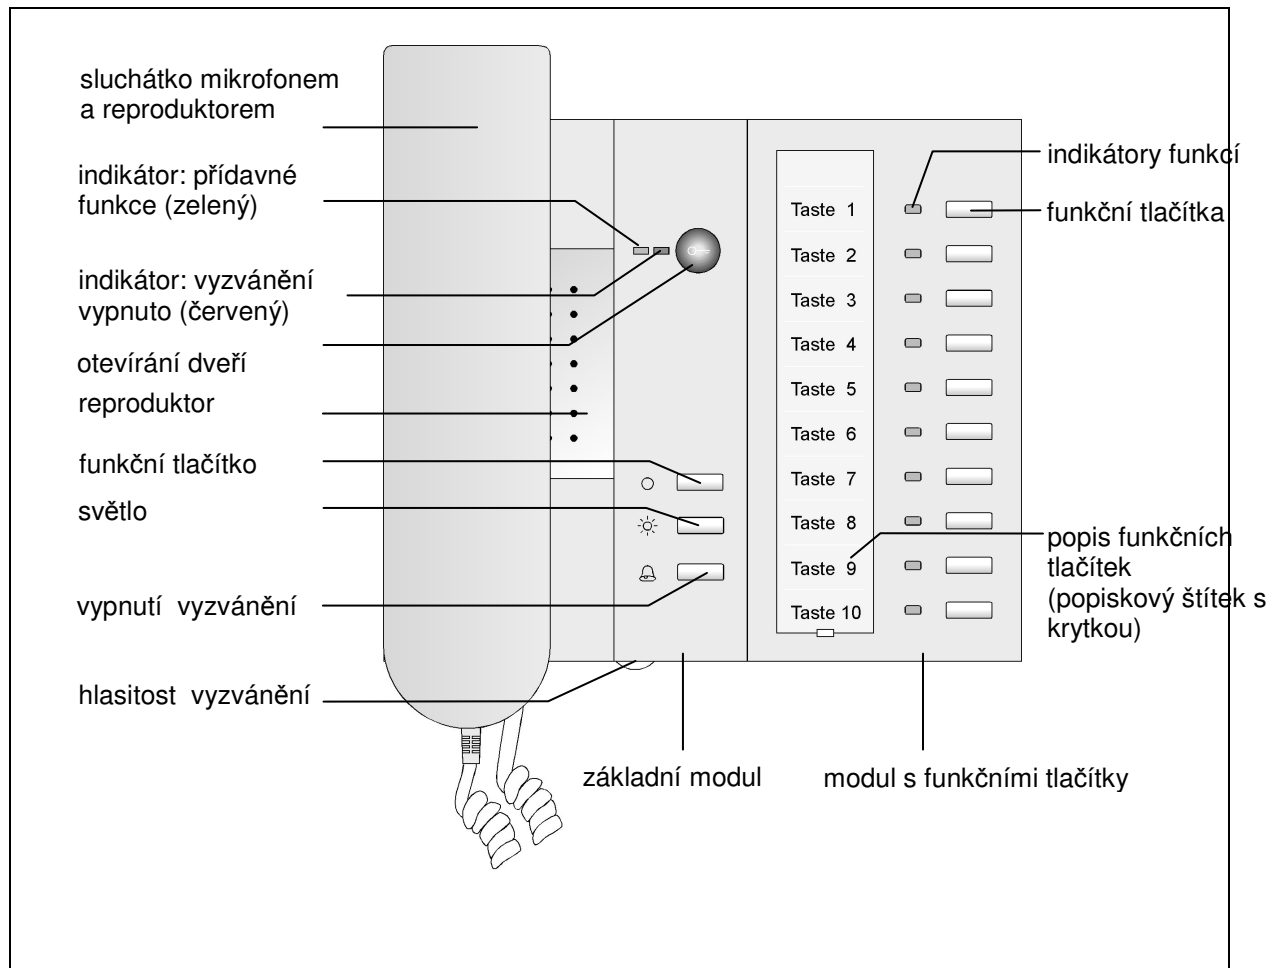 sluchátko mikrofonem
a reproduktorem
indikátor: přídavné
funkce (zelený)
indikátor: vyzvánění
vypnuto (červený)
otevírání dveří
reproduktor
funkční tlačítko
světlo
vypnutí vyzvánění
hlasitost vyzvánění
základní modul
modul s funkčními tlačítky
Taste 1
Taste 2
Taste 3
Taste 4
Taste 5
Taste 6
Taste 7
Taste 8
Taste 9
Taste 10
indikátory funkcí
funkční tlačítka
popis funkčních
tlačítek
(popiskový štítek s
krytkou)